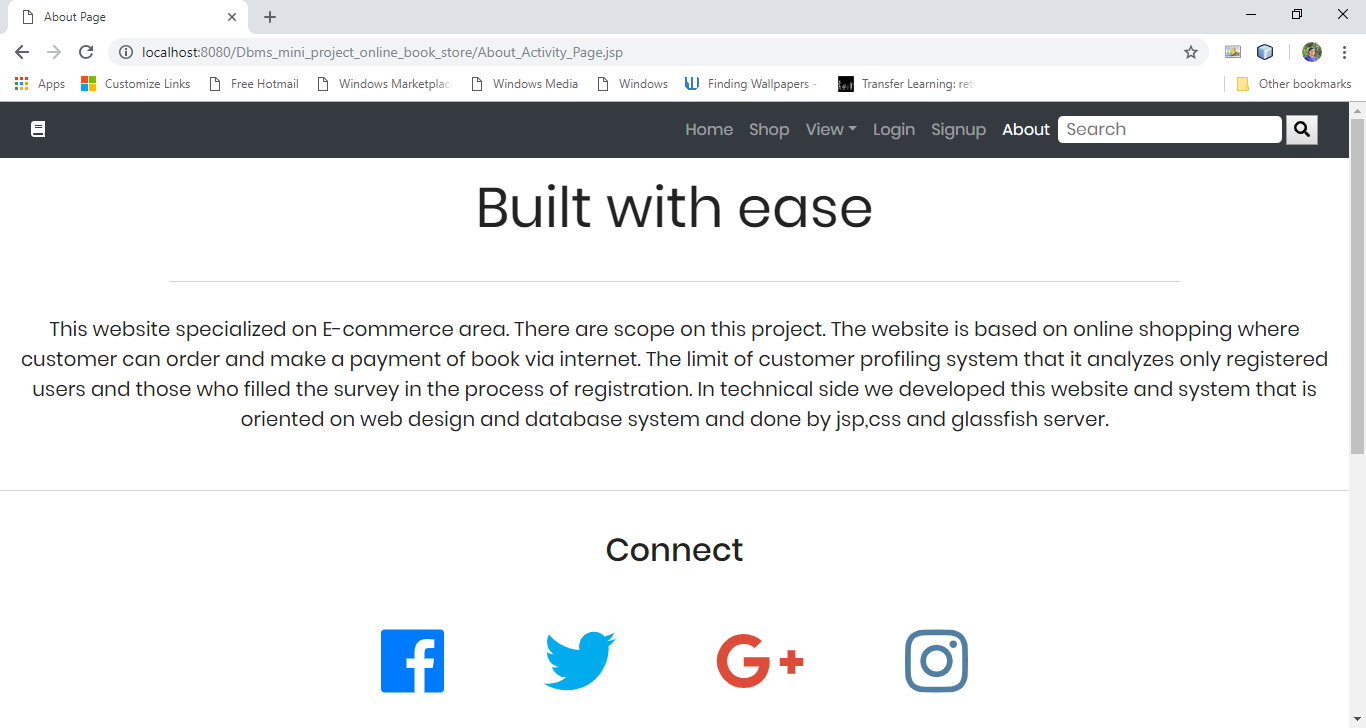 About Page
localhost:8080/Dbms_mini_project_online_book_store/About_Activity_Page.jsp
Apps Customize Links Free Hotmail Windows Marketplac Windows Media Windows Finding Wallpapers - Transfer Learning: ret Other bookmarks
Home Shop View Login Signup About Search
Built with ease
This website specialized on E-commerce area. There are scope on this project. The website is based on online shopping where
customer can order and make a payment of book via internet. The limit of customer profiling system that it analyzes only registered
users and those who filled the survey in the process of registration. In technical side we developed this website and system that is
oriented on web design and database system and done by jsp,css and glassfish server.
Connect